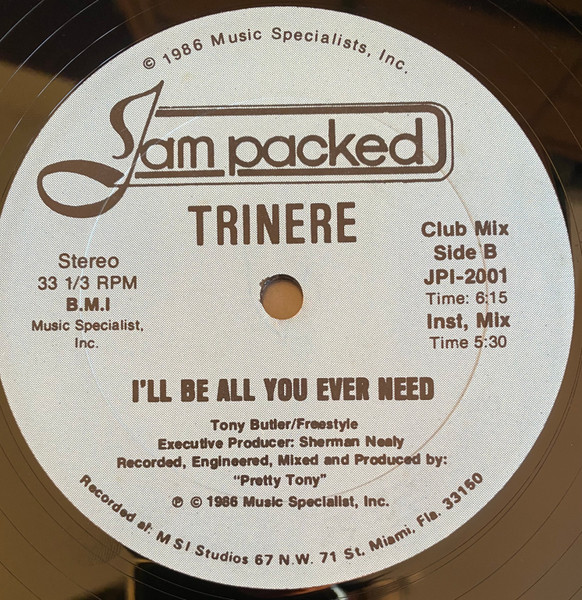 © 1986 Music Specialists, Inc.
Jam packed
TRINERE
Stereo
33 1/3 RPM
B.M.I
Music Specialist,
Inc.
Club Mix
Side B
JPI-2001
Time: 6:15
Inst, Mix
Time 5:30
I'LL BE ALL YOU EVER NEED
Tony Butler/Freestyle
Executive Producer: Sherman Nealy
Recorded, Engineered, Mixed and Produced by:
"Pretty Tony"
℗ © 1986 Music Specialist, Inc.
Recorded at: MSI Studios 67 N.W. 71 St. Miami, Fla. 33150